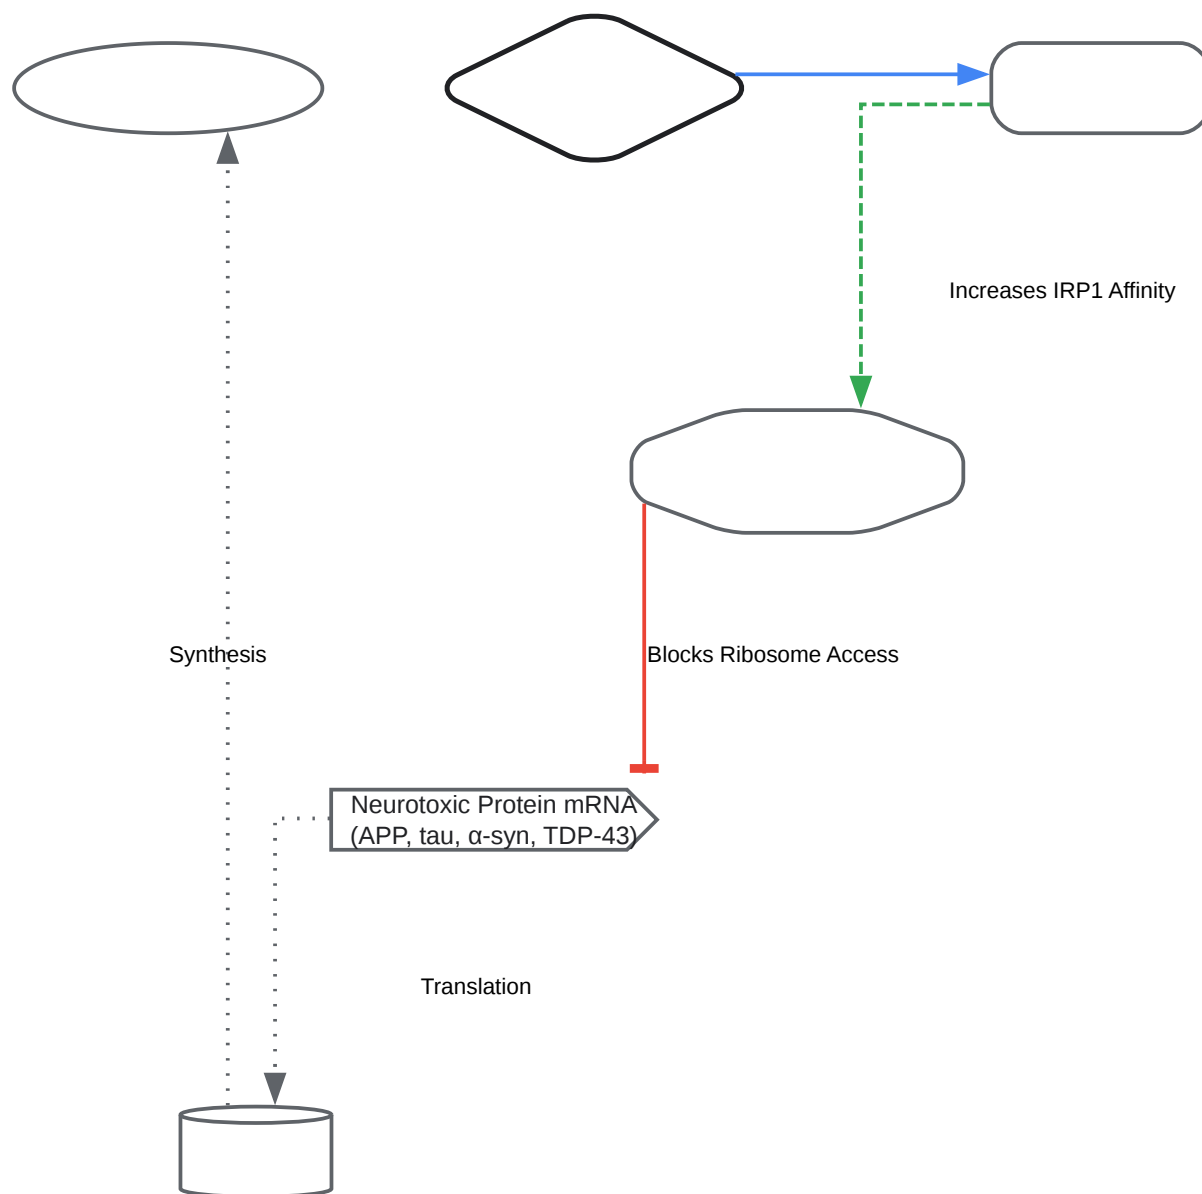 Increases IRP1 Affinity
Synthesis
Blocks Ribosome Access
Neurotoxic Protein mRNA
(APP, tau, α-syn, TDP-43)
Translation